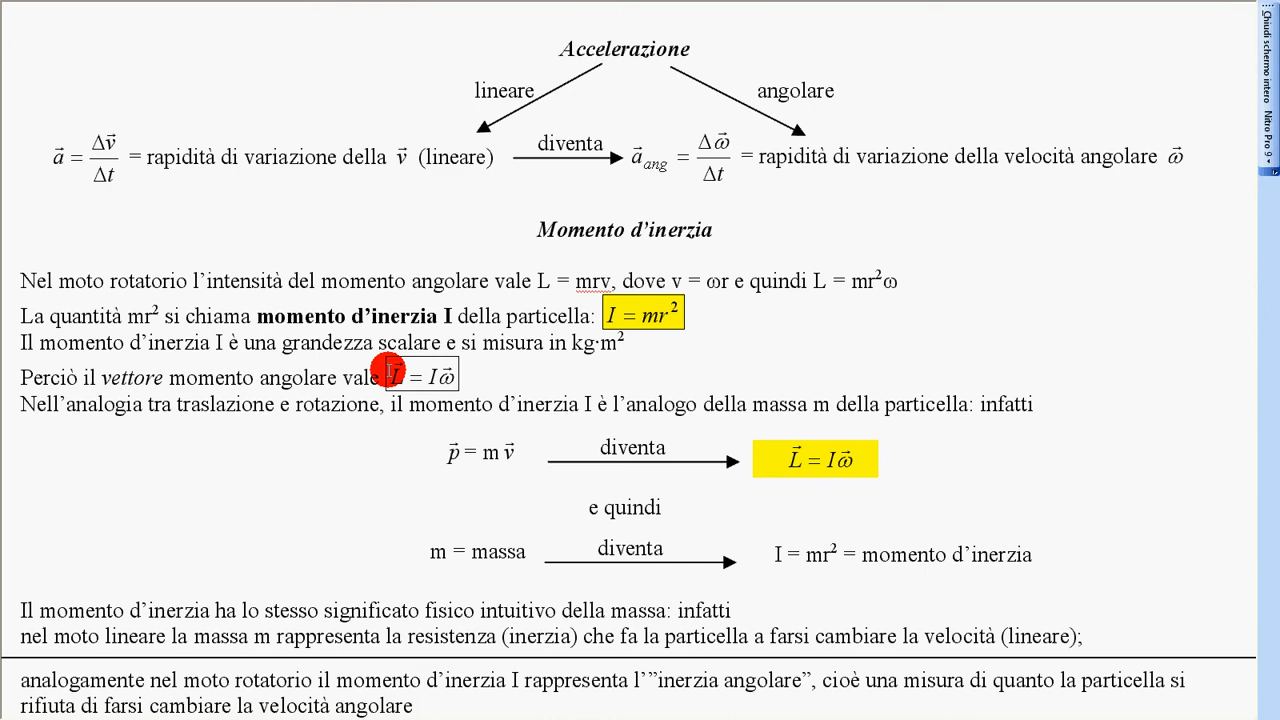 Accelerazione
lineare
angolare
a⃗ = Δv⃗/Δt = rapidità di variazione della v⃗ (lineare) diventa a⃗ang = Δω⃗/Δt = rapidità di variazione della velocità angolare ω⃗
Momento d'inerzia
Nel moto rotatorio l'intensità del momento angolare vale L = mrv, dove v = ωr e quindi L = mr²ω
La quantità mr² si chiama momento d'inerzia I della particella: I = mr²
Il momento d'inerzia I è una grandezza scalare e si misura in kg·m²
Perciò il vettore momento angolare vale L⃗ = Iω⃗
Nell'analogia tra traslazione e rotazione, il momento d'inerzia I è l'analogo della massa m della particella: infatti
p⃗ = m v⃗ diventa L⃗ = Iω⃗
e quindi
m = massa diventa I = mr² = momento d'inerzia
Il momento d'inerzia ha lo stesso significato fisico intuitivo della massa: infatti
nel moto lineare la massa m rappresenta la resistenza (inerzia) che fa la particella a farsi cambiare la velocità (lineare);
analogamente nel moto rotatorio il momento d'inerzia I rappresenta l'"inerzia angolare", cioè una misura di quanto la particella si
rifiuta di farsi cambiare la velocità angolare
Chiudi schermo intero Nitro Pro 9